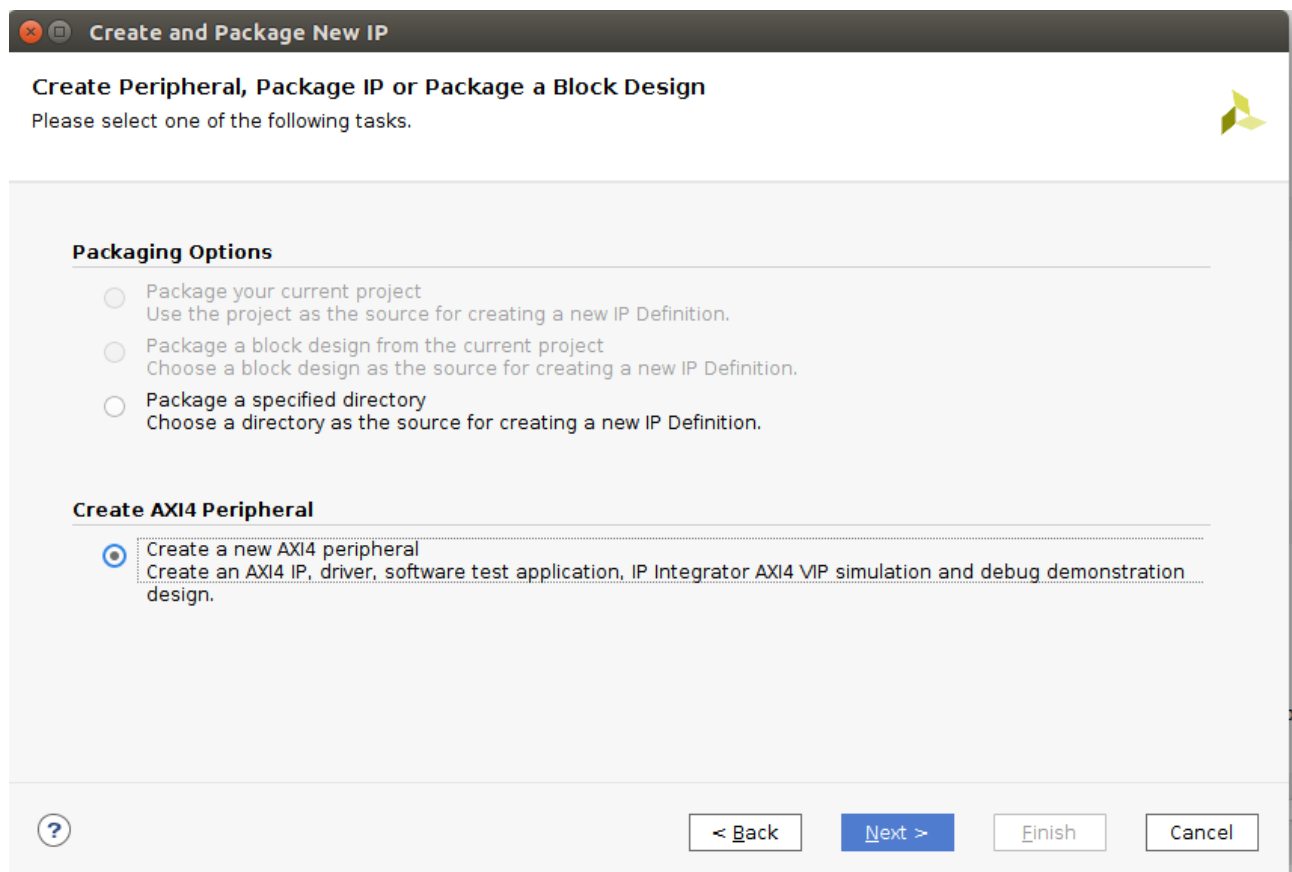 Create and Package New IP
Create Peripheral, Package IP or Package a Block Design
Please select one of the following tasks.
Packaging Options
Package your current project
Use the project as the source for creating a new IP Definition.
Package a block design from the current project
Choose a block design as the source for creating a new IP Definition.
Package a specified directory
Choose a directory as the source for creating a new IP Definition.
Create AXI4 Peripheral
Create a new AXI4 peripheral
Create an AXI4 IP, driver, software test application, IP Integrator AXI4 VIP simulation and debug demonstration
design.
?
< Back
Next >
Finish
Cancel